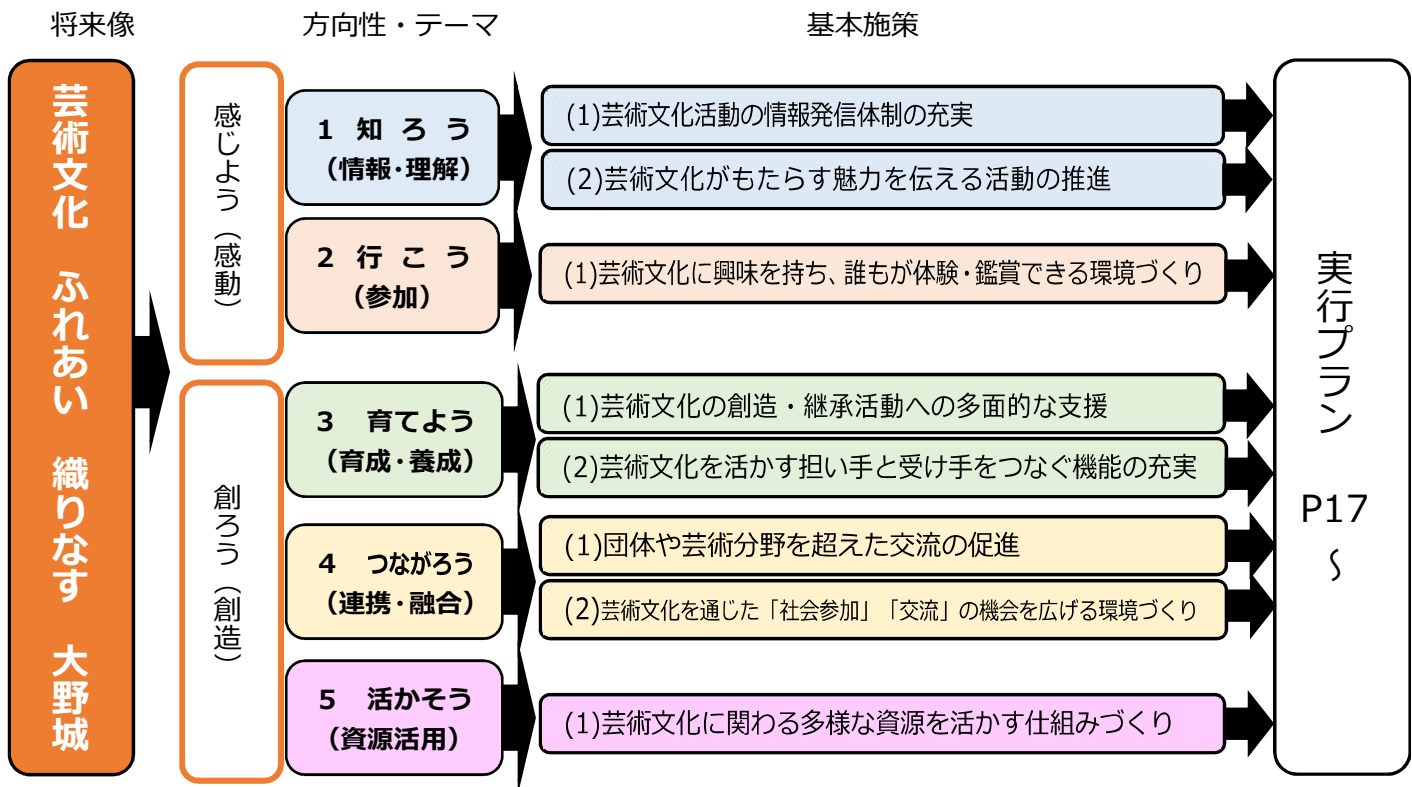 将来像
方向性・テーマ
基本施策
芸術文化 ふれあい 織りなす 大野城
感じよう（感動）
1 知 ろ う
（情報・理解）
(1)芸術文化活動の情報発信体制の充実
(2)芸術文化がもたらす魅力を伝える活動の推進
2 行 こ う
（参加）
(1)芸術文化に興味を持ち、誰もが体験・鑑賞できる環境づくり
創ろう（創造）
3 育てよう
（育成・養成）
(1)芸術文化の創造・継承活動への多面的な支援
(2)芸術文化を活かす担い手と受け手をつなぐ機能の充実
4 つながろう
（連携・融合）
(1)団体や芸術分野を超えた交流の促進
(2)芸術文化を通じた「社会参加」「交流」の機会を広げる環境づくり
5 活かそう
（資源活用）
(1)芸術文化に関わる多様な資源を活かす仕組みづくり
実行プラン
P17
～